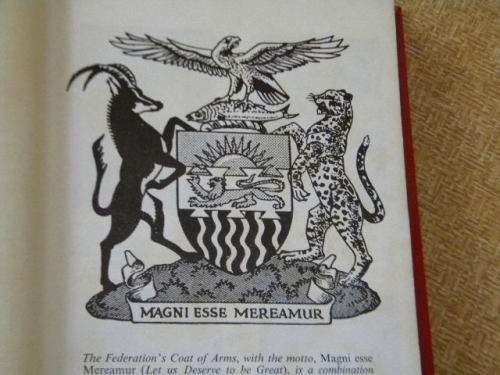 MAGNI ESSE MEREAMUR
The Federation's Coat of Arms, with the motto, Magni esse
Mereamur (Let us Deserve to be Great), is a combination